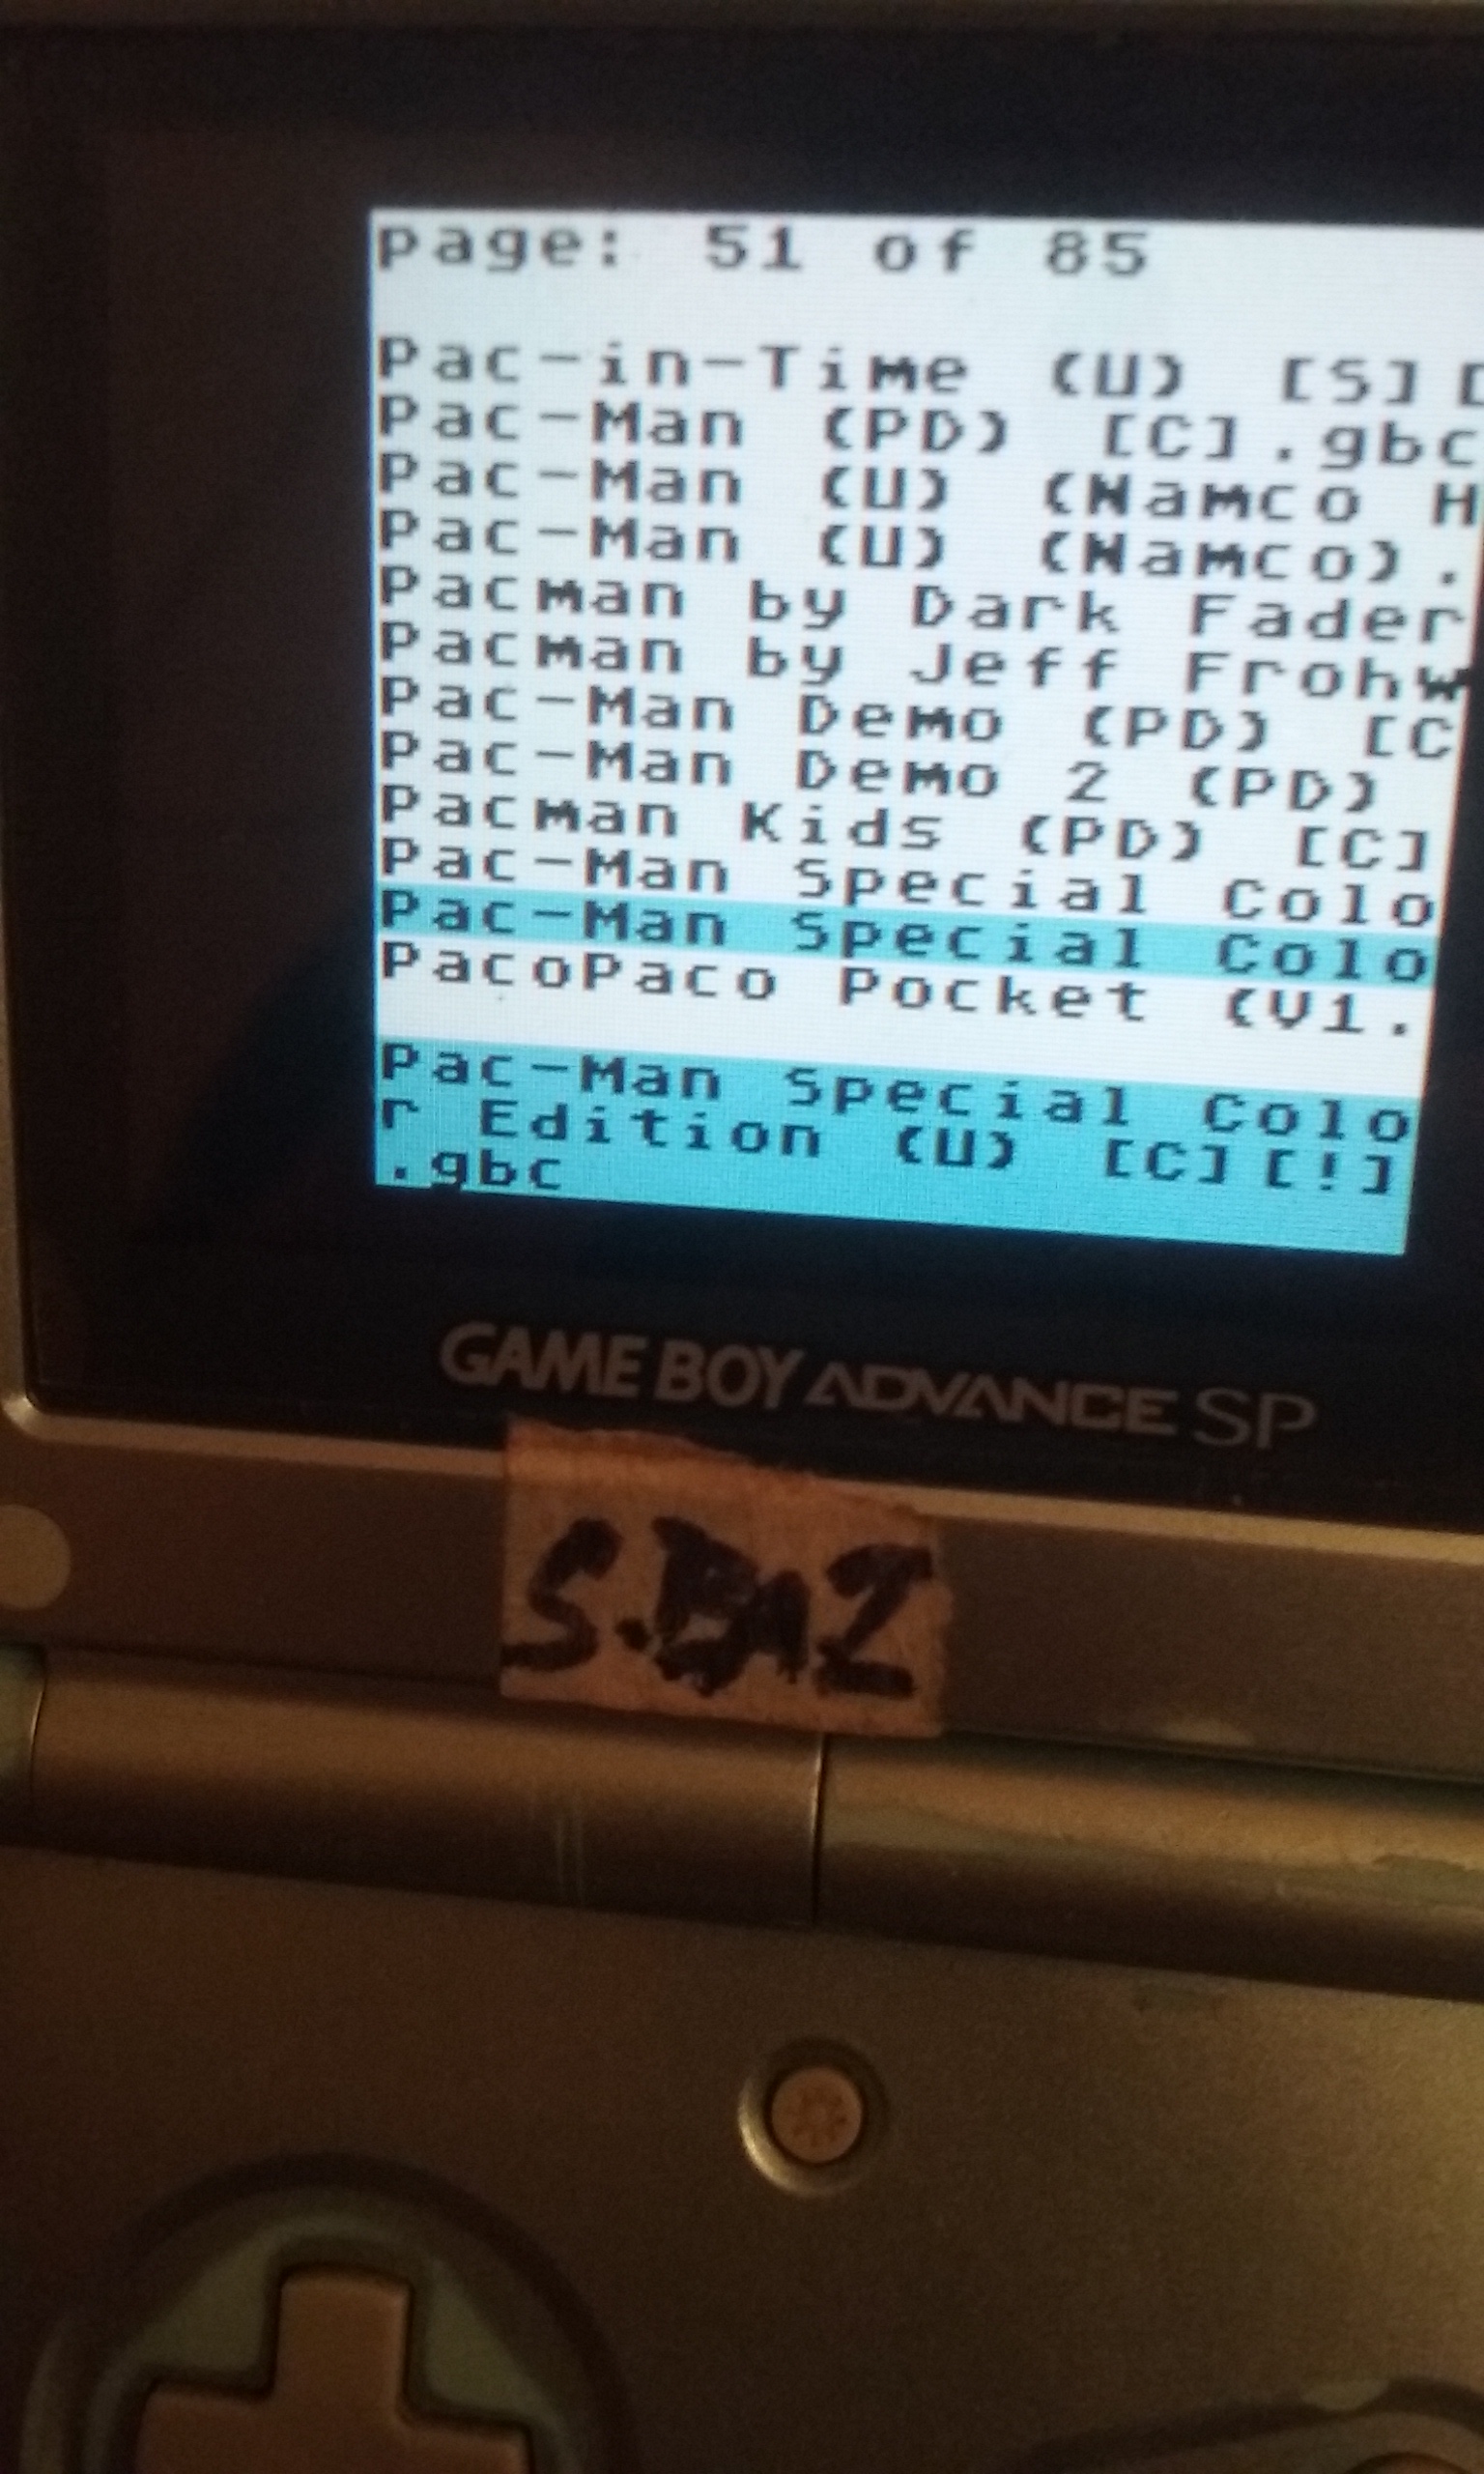 page: 51 of 85
Pac-in-Time (U) [S][
Pac-Man (PD) [C].gbc
Pac-Man (U) (Namco H
Pac-Man (U) (Namco).
Pacman by Dark Fader
Pacman by Jeff Frohw
Pac-Man Demo (PD) [C
Pac-Man Demo 2 (PD)
Pacman Kids (PD) [C]
Pac-Man Special Colo
Pac-Man Special Colo
PacoPaco Pocket (V1.
Pac-Man Special Colo
r Edition (U) [C][!]
.gbc
GAME BOY ADVANCE SP